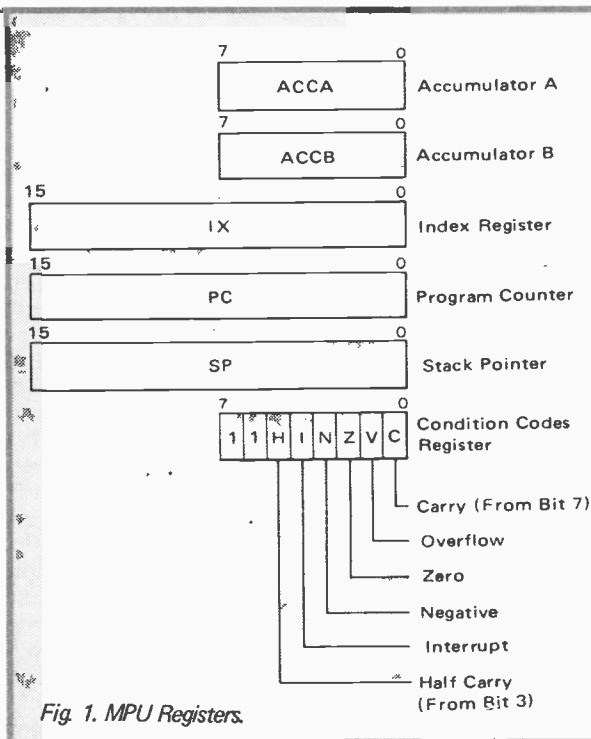 7 0
ACCA Accumulator A
7 0
ACCB Accumulator B
15 0
IX Index Register
15 0
PC Program Counter
15 0
SP Stack Pointer
7 0
1 1 H I N Z V C Condition Codes
Register
Carry (From Bit 7)
Overflow
Zero
Negative
Interrupt
Half Carry
(From Bit 3)
Fig. 1. MPU Registers.